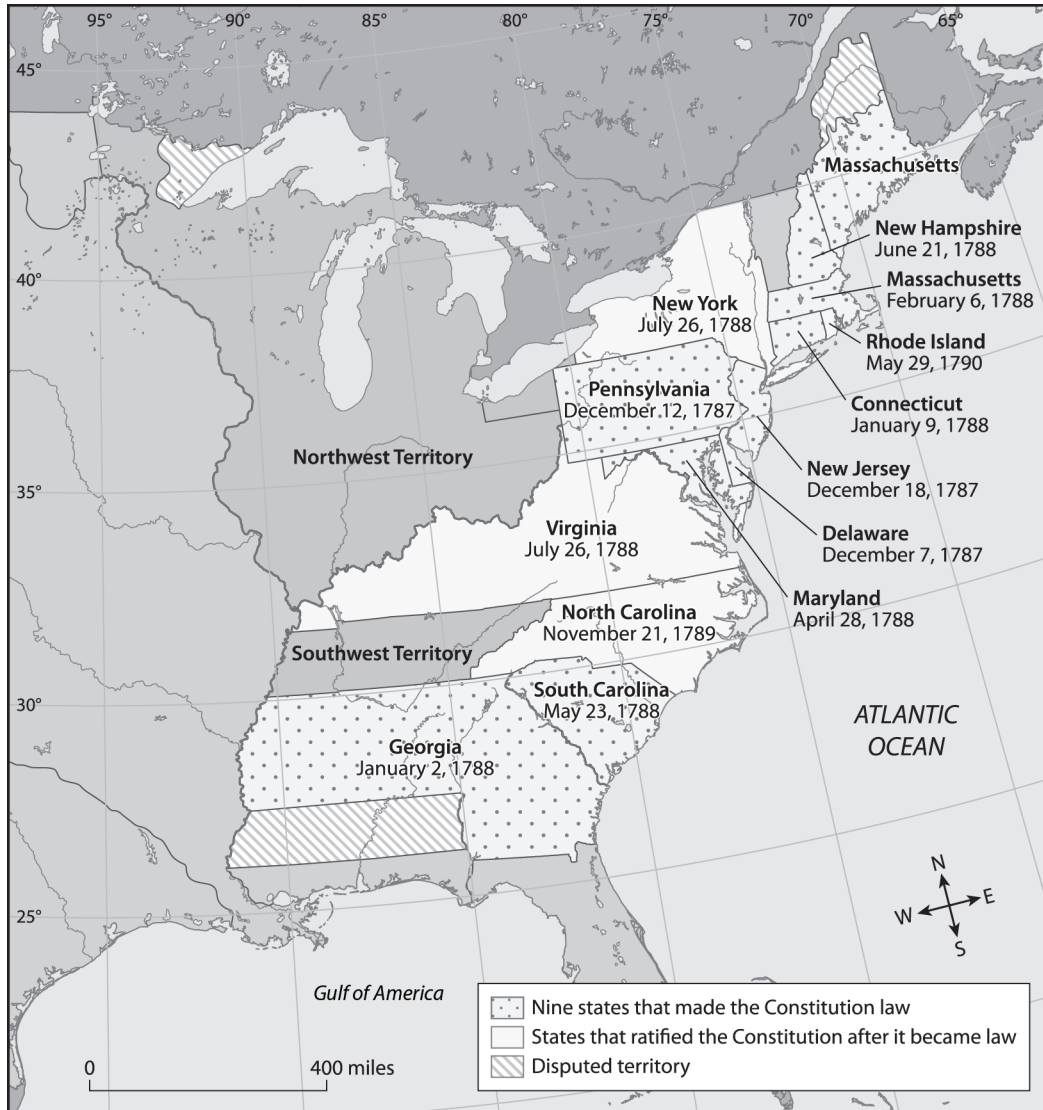 95°
90°
85°
80°
75°
70°
65°
45°
40°
35°
30°
25°
Massachusetts
New Hampshire
June 21, 1788
Massachusetts
February 6, 1788
New York
July 26, 1788
Rhode Island
May 29, 1790
Pennsylvania
December 12, 1787
Connecticut
January 9, 1788
Northwest Territory
New Jersey
December 18, 1787
Virginia
July 26, 1788
Delaware
December 7, 1787
Maryland
April 28, 1788
North Carolina
November 21, 1789
Southwest Territory
South Carolina
May 23, 1788
ATLANTIC
OCEAN
Georgia
January 2, 1788
N
W
E
S
Gulf of America
0
400 miles
Nine states that made the Constitution law
States that ratified the Constitution after it became law
Disputed territory